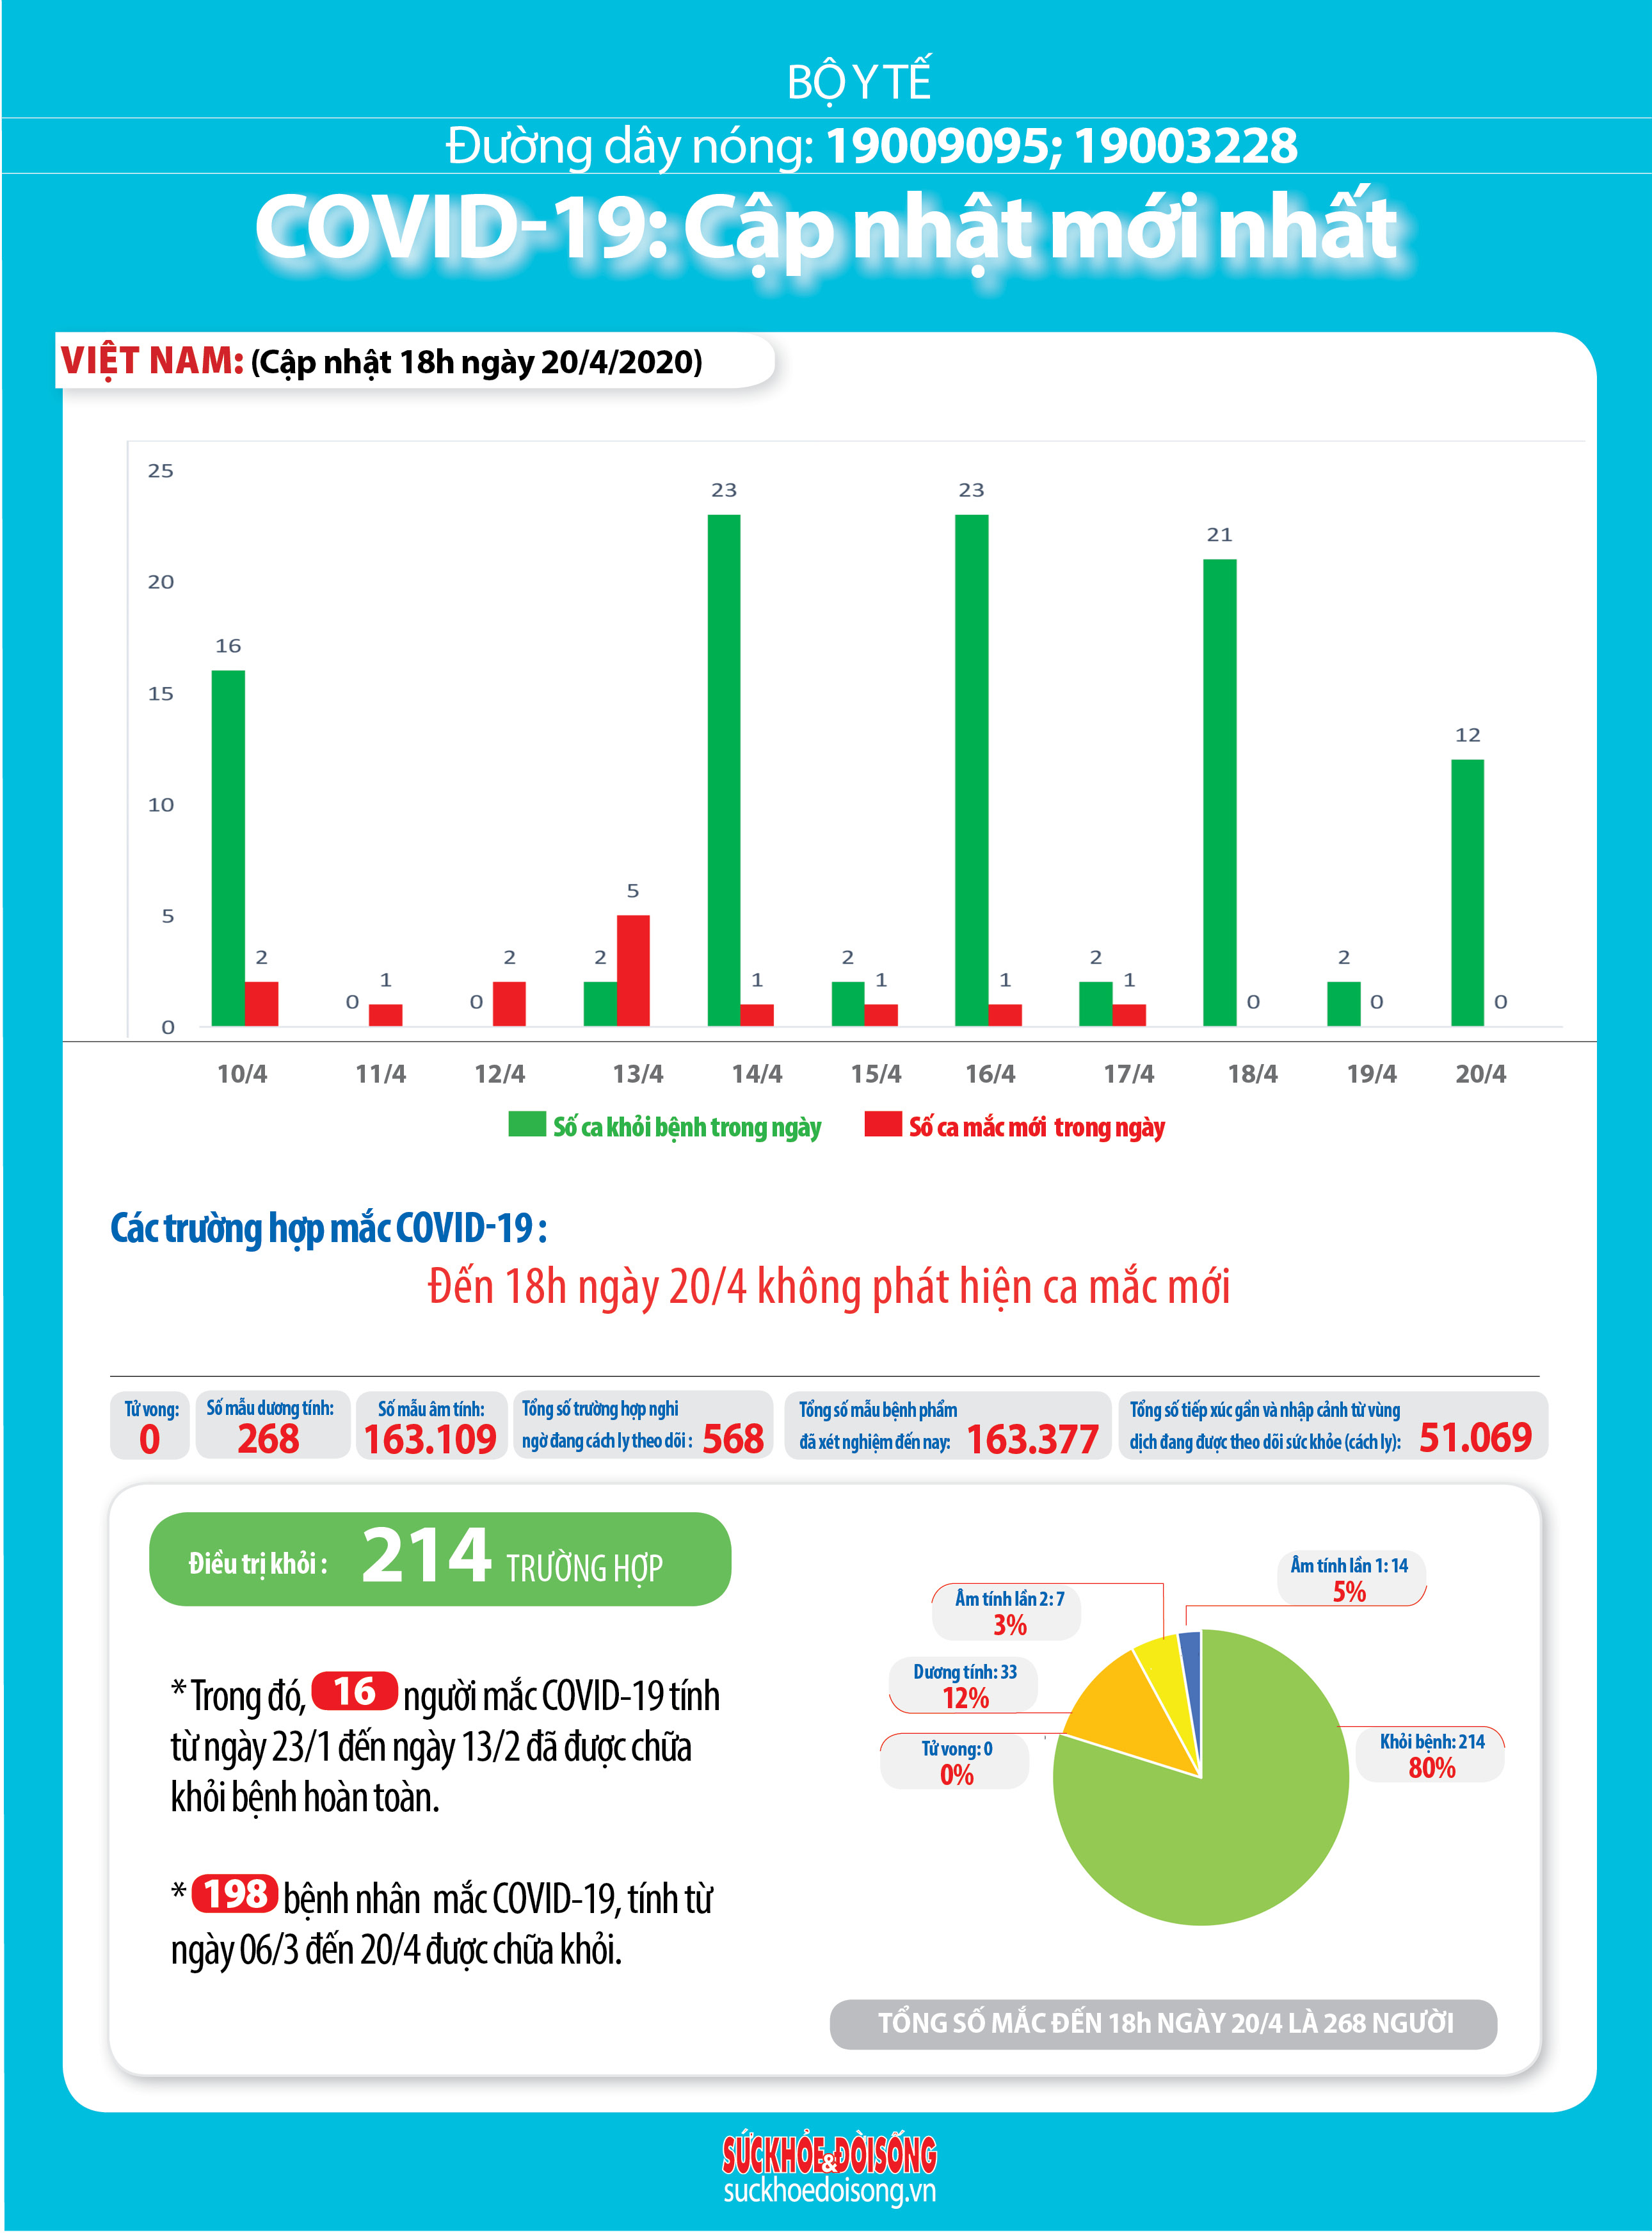 BỘ Y TẾ
Đường dây nóng: 19009095; 19003228
COVID-19: Cập nhật mới nhất
VIỆT NAM: (Cập nhật 18h ngày 20/4/2020)
25
20
15
10
5
0
16
2
0
1
0
2
2
5
23
1
2
1
23
1
2
1
21
0
2
0
12
0
10/4 11/4 12/4 13/4 14/4 15/4 16/4 17/4 18/4 19/4 20/4
Số ca khỏi bệnh trong ngày
Số ca mắc mới trong ngày
Các trường hợp mắc COVID-19 :
Đến 18h ngày 20/4 không phát hiện ca mắc mới
Tử vong:
0
Số mẫu dương tính:
268
Số mẫu âm tính:
163.109
Tổng số trường hợp nghi
ngờ đang cách ly theo dõi : 568
Tổng số mẫu bệnh phẩm
đã xét nghiệm đến nay: 163.377
Tổng số tiếp xúc gần và nhập cảnh từ vùng
dịch đang được theo dõi sức khỏe (cách ly): 51.069
Điều trị khỏi : 214 TRƯỜNG HỢP
* Trong đó, 16 người mắc COVID-19 tính
từ ngày 23/1 đến ngày 13/2 đã được chữa
khỏi bệnh hoàn toàn.
* 198 bệnh nhân mắc COVID-19, tính từ
ngày 06/3 đến 20/4 được chữa khỏi.
Âm tính lần 1: 14
5%
Âm tính lần 2: 7
3%
Dương tính: 33
12%
Tử vong: 0
0%
Khỏi bệnh: 214
80%
TỔNG SỐ MẮC ĐẾN 18h NGÀY 20/4 LÀ 268 NGƯỜI
SỨC KHỎE & ĐỜI SỐNG
suckhoedoisong.vn